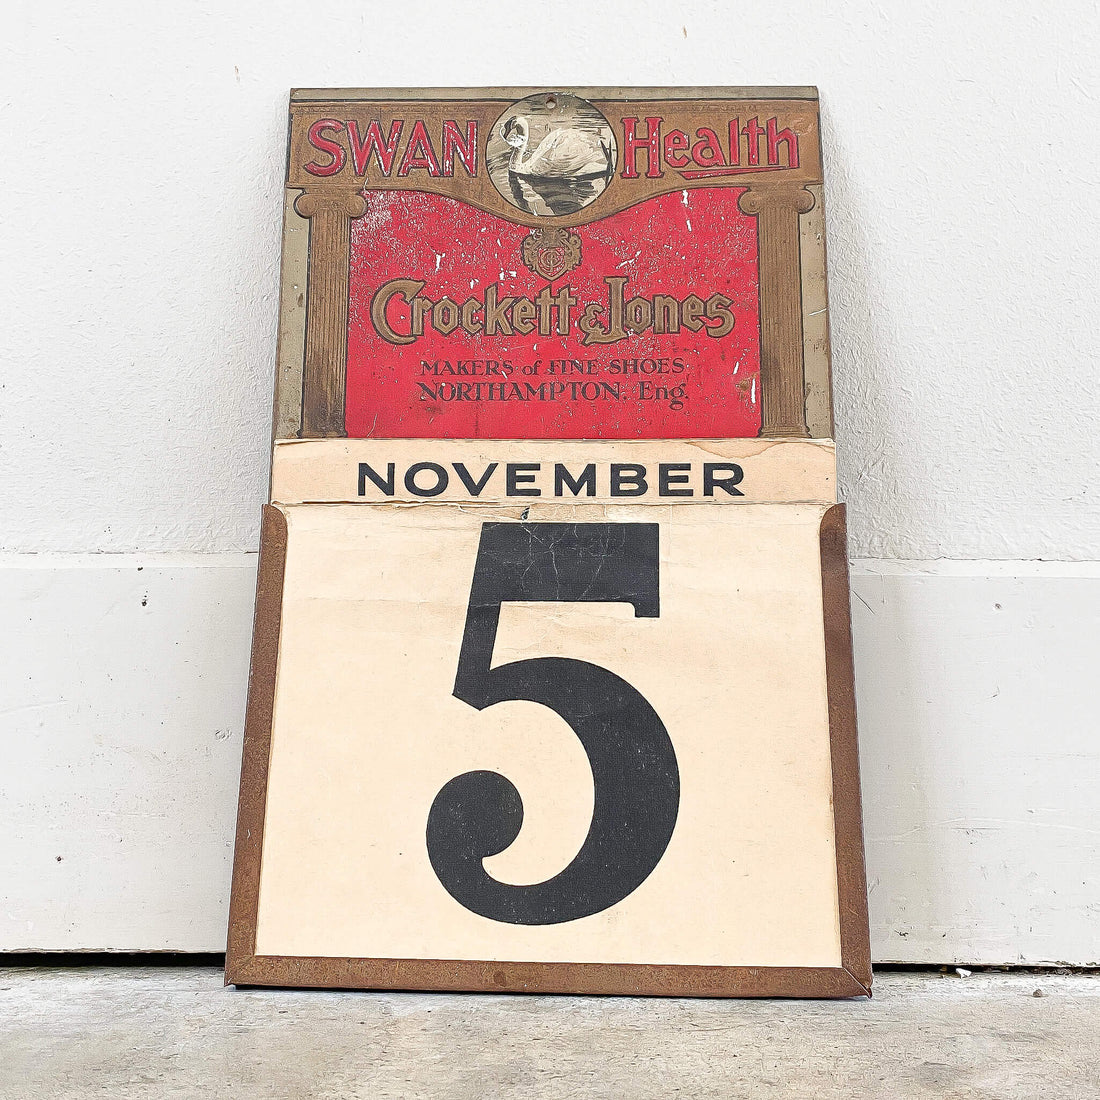 SWAN Health
Crockett & Jones
MAKERS of FINE SHOES
NORTHAMPTON. Eng.
NOVEMBER
5